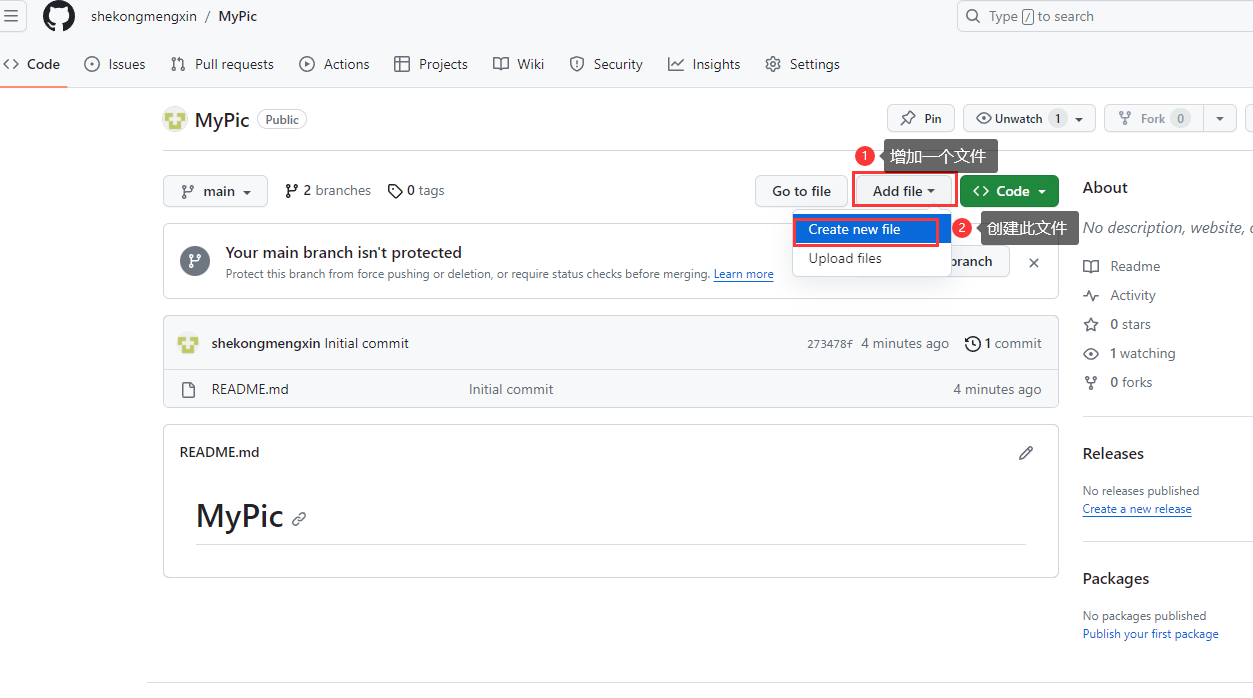 shekongmengxin / MyPic
Type / to search
Code Issues Pull requests Actions Projects Wiki Security Insights Settings
MyPic Public
Pin Unwatch 1 Fork 0
1 增加一个文件
main 2 branches 0 tags Go to file Add file Code
About
Create new file 2 创建此文件
No description, website,
Your main branch isn't protected
Protect this branch from force pushing or deletion, or require status checks before merging. Learn more
Upload files
branch
Readme
Activity
0 stars
1 watching
0 forks
shekongmengxin Initial commit 273478f 4 minutes ago 1 commit
README.md Initial commit 4 minutes ago
README.md
MyPic
Releases
No releases published
Create a new release
Packages
No packages published
Publish your first package